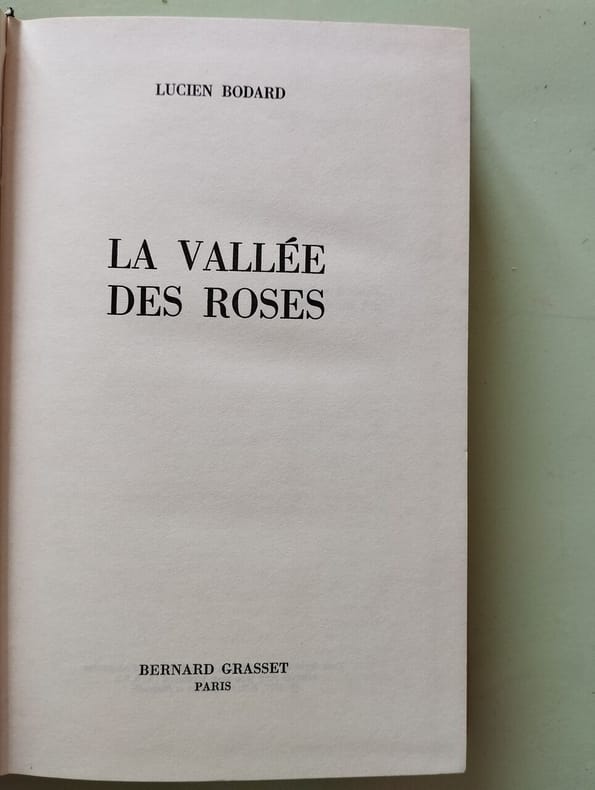 LUCIEN BODARD
LA VALLÉE
DES ROSES
BERNARD GRASSET
PARIS